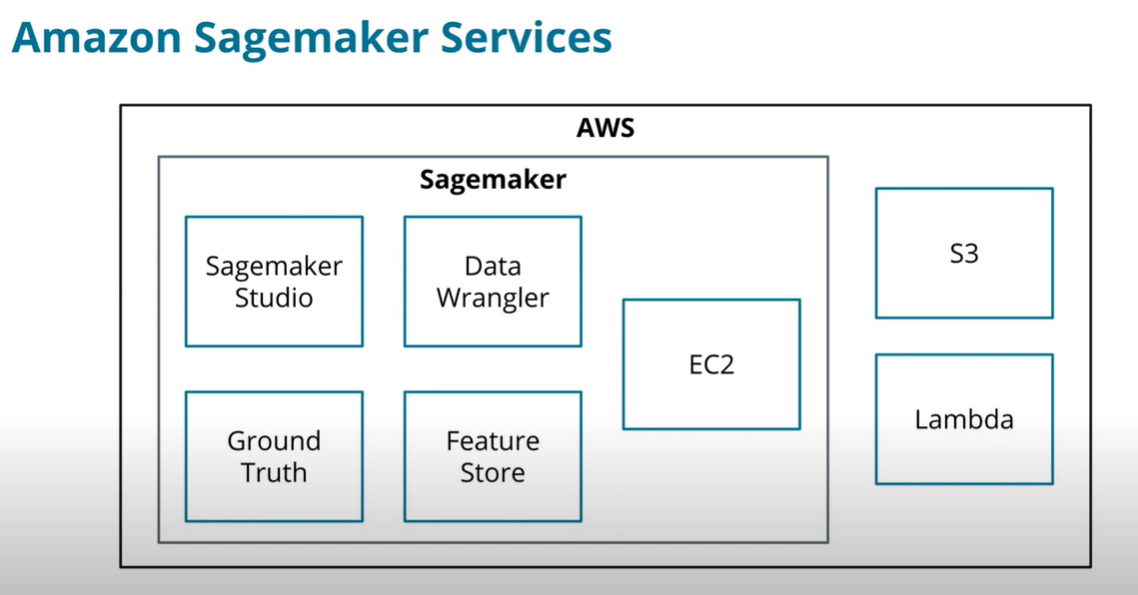 Amazon Sagemaker Services
AWS
Sagemaker
Sagemaker
Studio
Data
Wrangler
EC2
Ground
Truth
Feature
Store
S3
Lambda